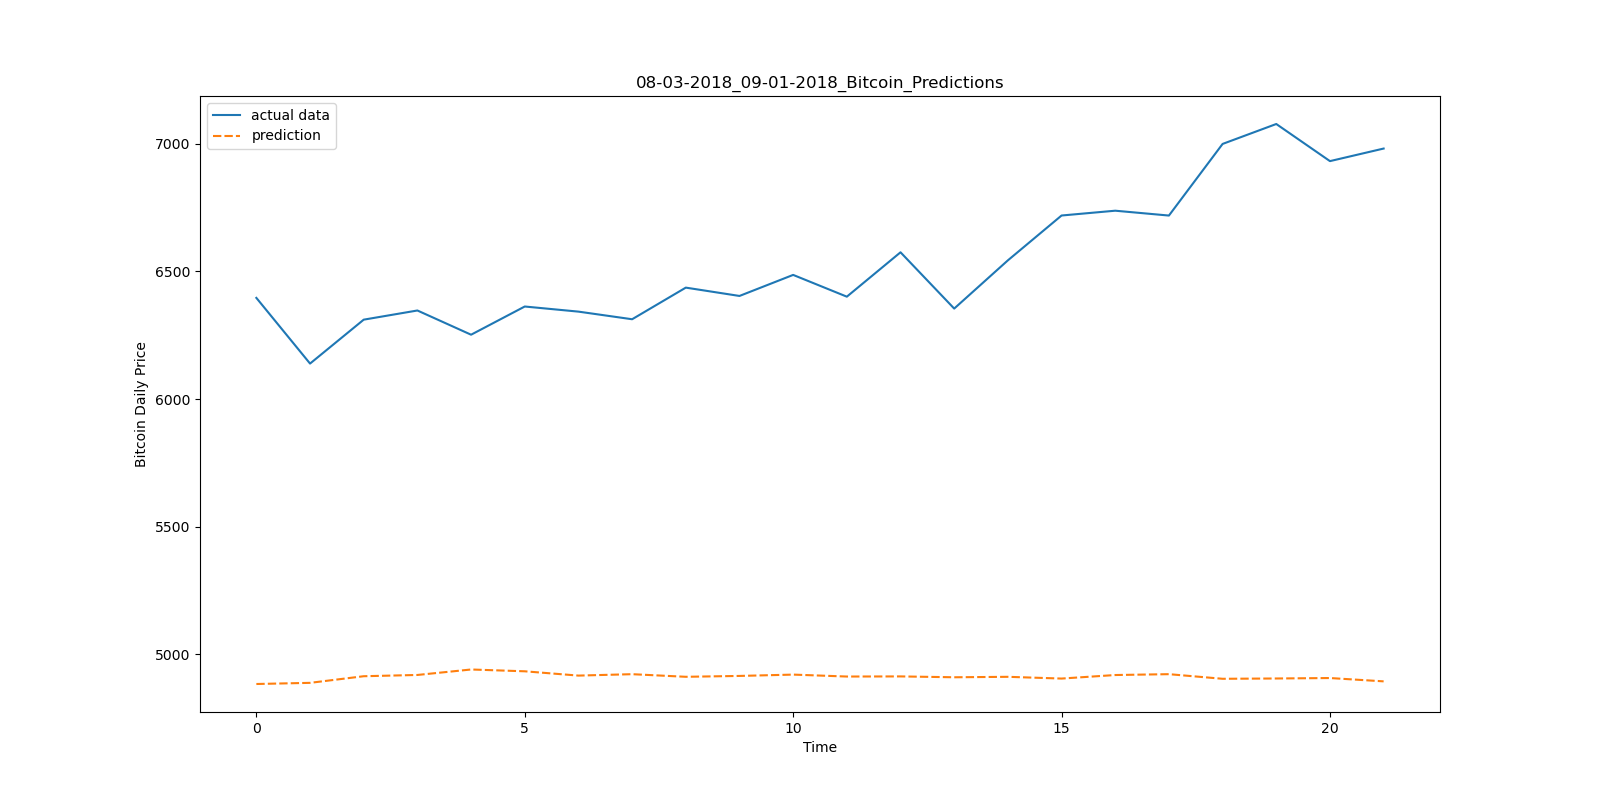 08-03-2018_09-01-2018_Bitcoin_Predictions
actual data
prediction
7000
6500
6000
5500
5000
Bitcoin Daily Price
0 5 10 15 20
Time